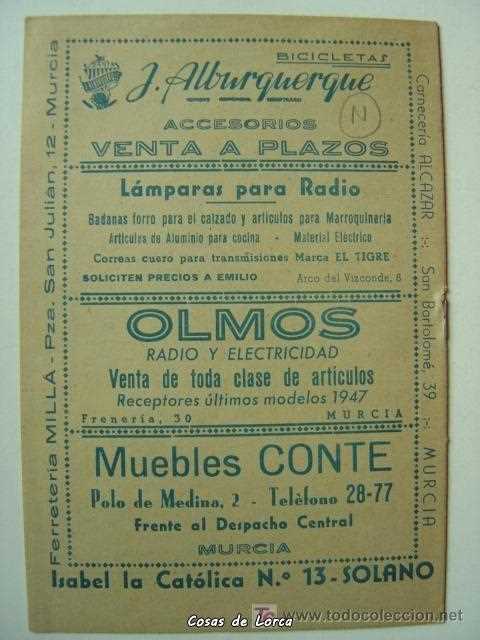 BICICLETAS
J. Alburquerque
ACCESORIOS
N
VENTA A PLAZOS
Lámparas para Radio
Badanas forro para el calzado y artículos para Marroquinería
Artículos de Aluminio para cocina - Material Eléctrico
Correas cuero para transmisiones Marca EL TIGRE
SOLICITEN PRECIOS A EMILIO Arco del Vizconde, 8
OLMOS
RADIO Y ELECTRICIDAD
Venta de toda clase de artículos
Receptores últimos modelos 1947
Frenería, 30 MURCIA
Muebles CONTE
Polo de Medina, 2 - Teléfono 28-77
Frente al Despacho Central
MURCIA
Isabel la Católica N.º 13 - SOLANO
Ferretería MILLÁ - Pza. San Julián, 12 - Murcia
Carnecería ALCAZAR :-: San Bartolomé, 39 :-: MURCIA
Cosas de Lorca
TC www.todocoleccion.net